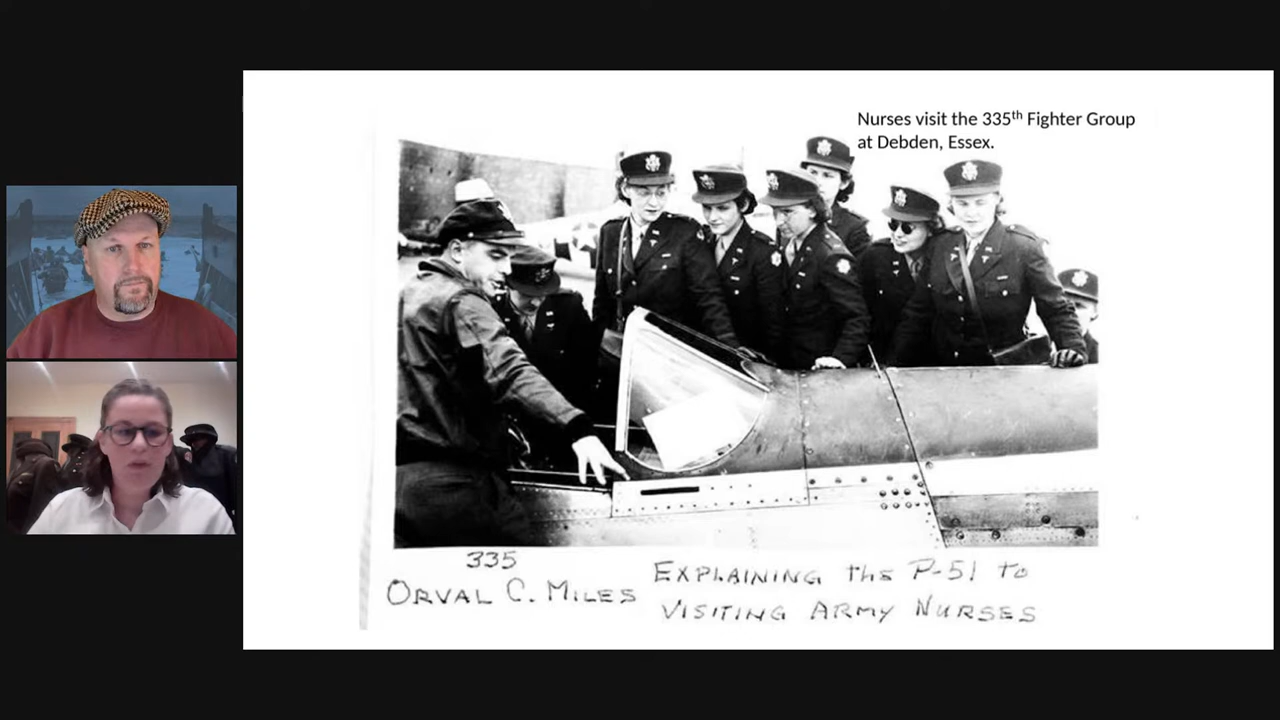 Nurses visit the 335th Fighter Group
at Debden, Essex.
335
ORVAL C. MILES
EXPLAINING THE P-51 TO
VISITING ARMY NURSES